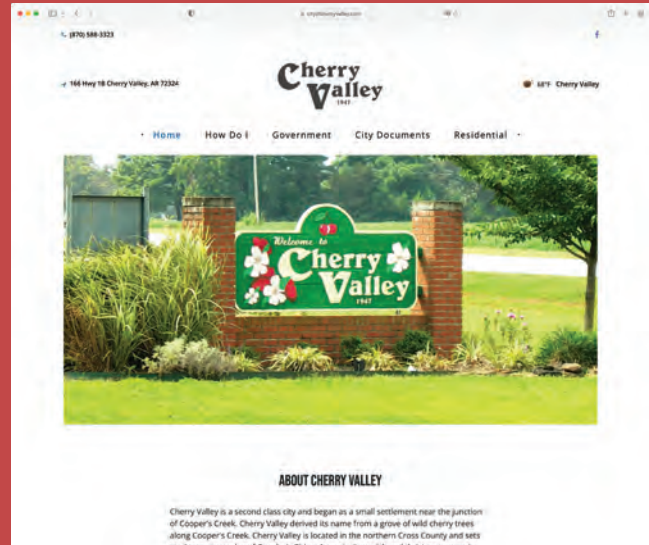 (870) 588-3323
f
166 Hwy 1B Cherry Valley, AR 72324
Cherry
Valley
1947
68°F Cherry Valley
Home How Do I Government City Documents Residential
Welcome to
Cherry
Valley
1947
ABOUT CHERRY VALLEY
Cherry Valley is a second class city and began as a small settlement near the junction
of Cooper's Creek. Cherry Valley derived its name from a grove of wild cherry trees
along Cooper's Creek. Cherry Valley is located in the northern Cross County and sets